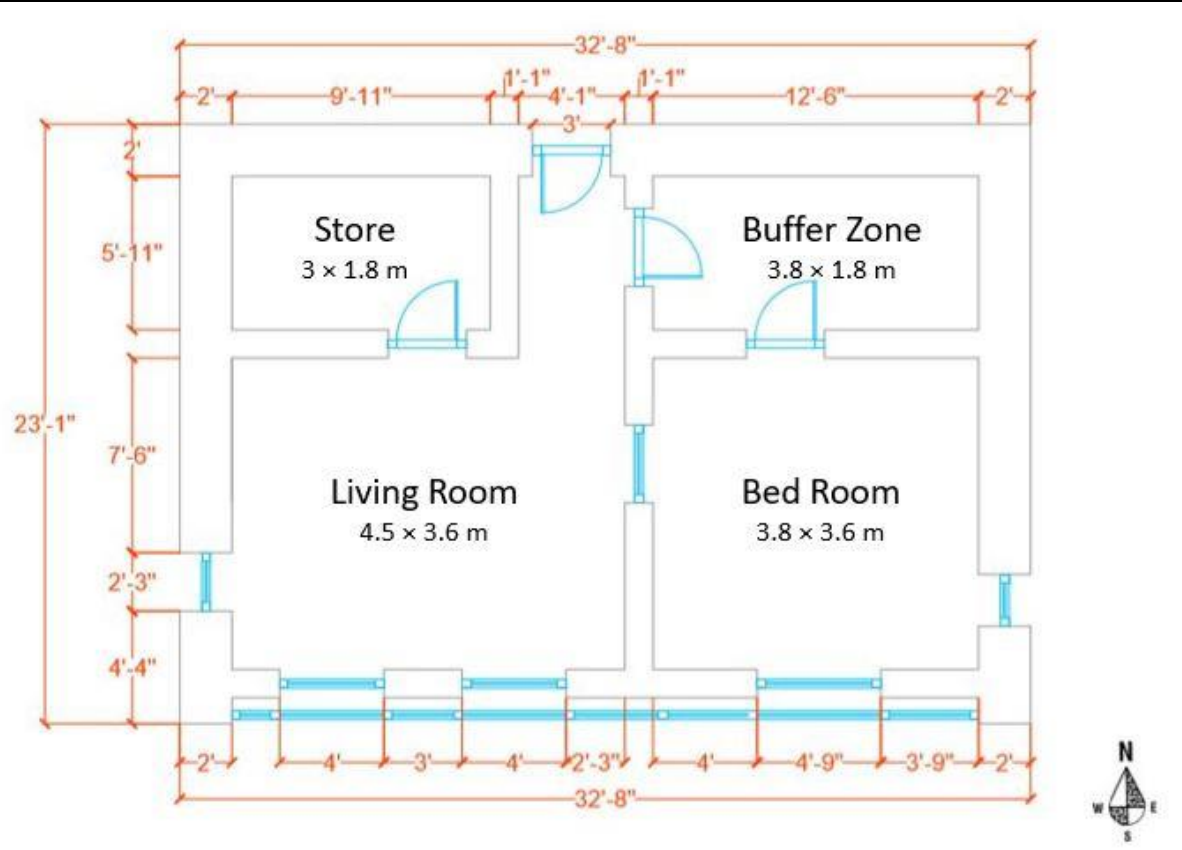 32'-8"
1'-1"
1'-1"
2'
9'-11"
4'-1"
12'-6"
2'
3'
2'
Store
3 × 1.8 m
Buffer Zone
3.8 × 1.8 m
5'-11"
23'-1"
7'-6"
Living Room
4.5 × 3.6 m
Bed Room
3.8 × 3.6 m
2'-3"
4'-4"
2'
4'
3'
4'
2'-3"
4'
4'-9"
3'-9"
2'
32'-8"
N
W
E
S